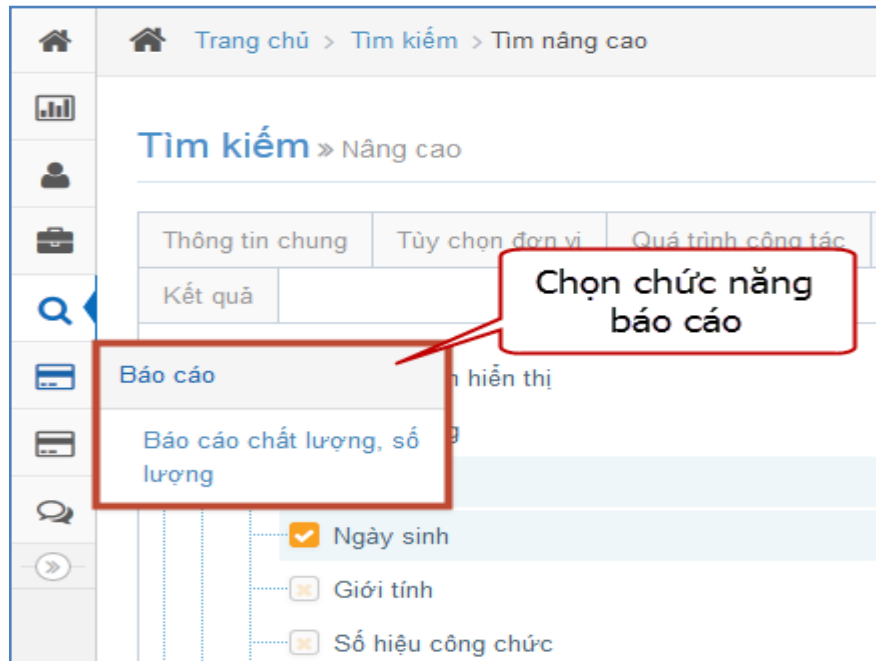 Trang chủ > Tìm kiếm > Tìm nâng cao
Tìm kiếm » Nâng cao
Thông tin chung
Tùy chọn đơn vị
Quá trình công tác
Kết quả
Chọn chức năng
báo cáo
Báo cáo
hiển thị
Báo cáo chất lượng, số
lượng
Ngày sinh
Giới tính
Số hiệu công chức